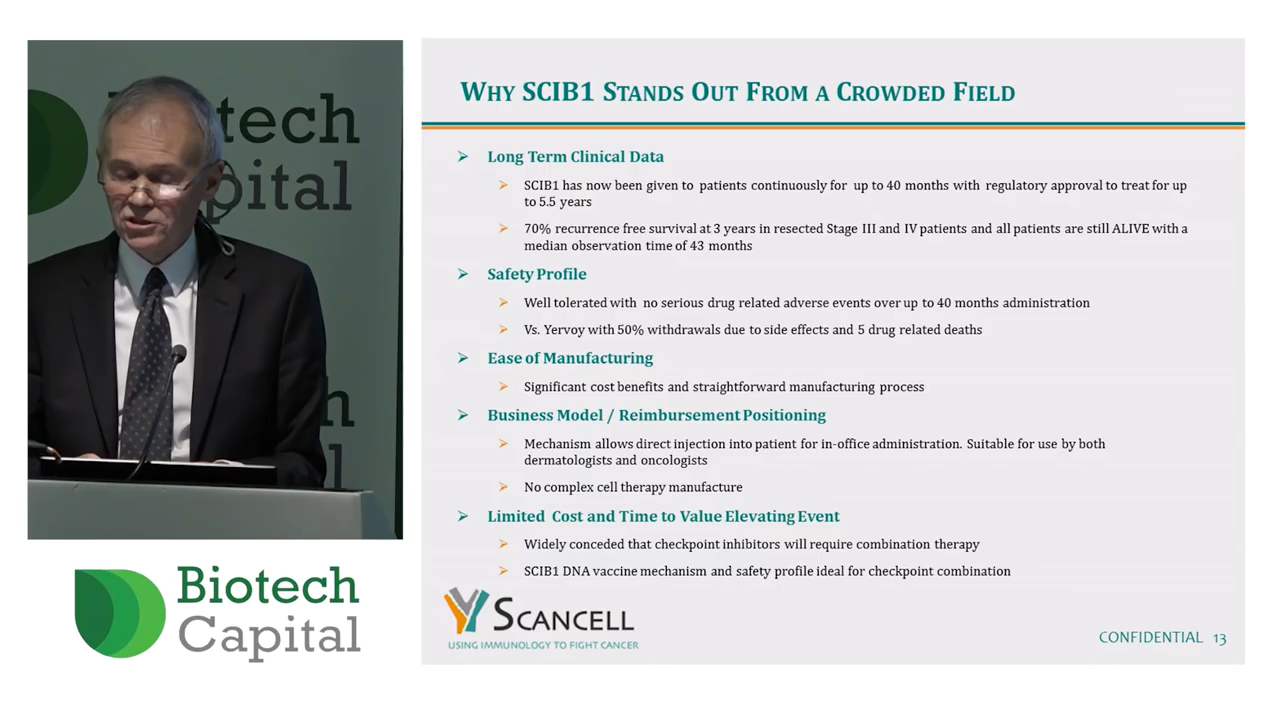 tech
pital
h
l
Biotech
Capital
WHY SCIB1 STANDS OUT FROM A CROWDED FIELD
Long Term Clinical Data
SCIB1 has now been given to patients continuously for up to 40 months with regulatory approval to treat for up
to 5.5 years
70% recurrence free survival at 3 years in resected Stage III and IV patients and all patients are still ALIVE with a
median observation time of 43 months
Safety Profile
Well tolerated with no serious drug related adverse events over up to 40 months administration
Vs. Yervoy with 50% withdrawals due to side effects and 5 drug related deaths
Ease of Manufacturing
Significant cost benefits and straightforward manufacturing process
Business Model / Reimbursement Positioning
Mechanism allows direct injection into patient for in-office administration. Suitable for use by both
dermatologists and oncologists
No complex cell therapy manufacture
Limited Cost and Time to Value Elevating Event
Widely conceded that checkpoint inhibitors will require combination therapy
SCIB1 DNA vaccine mechanism and safety profile ideal for checkpoint combination
SCANCELL
USING IMMUNOLOGY TO FIGHT CANCER
CONFIDENTIAL 13